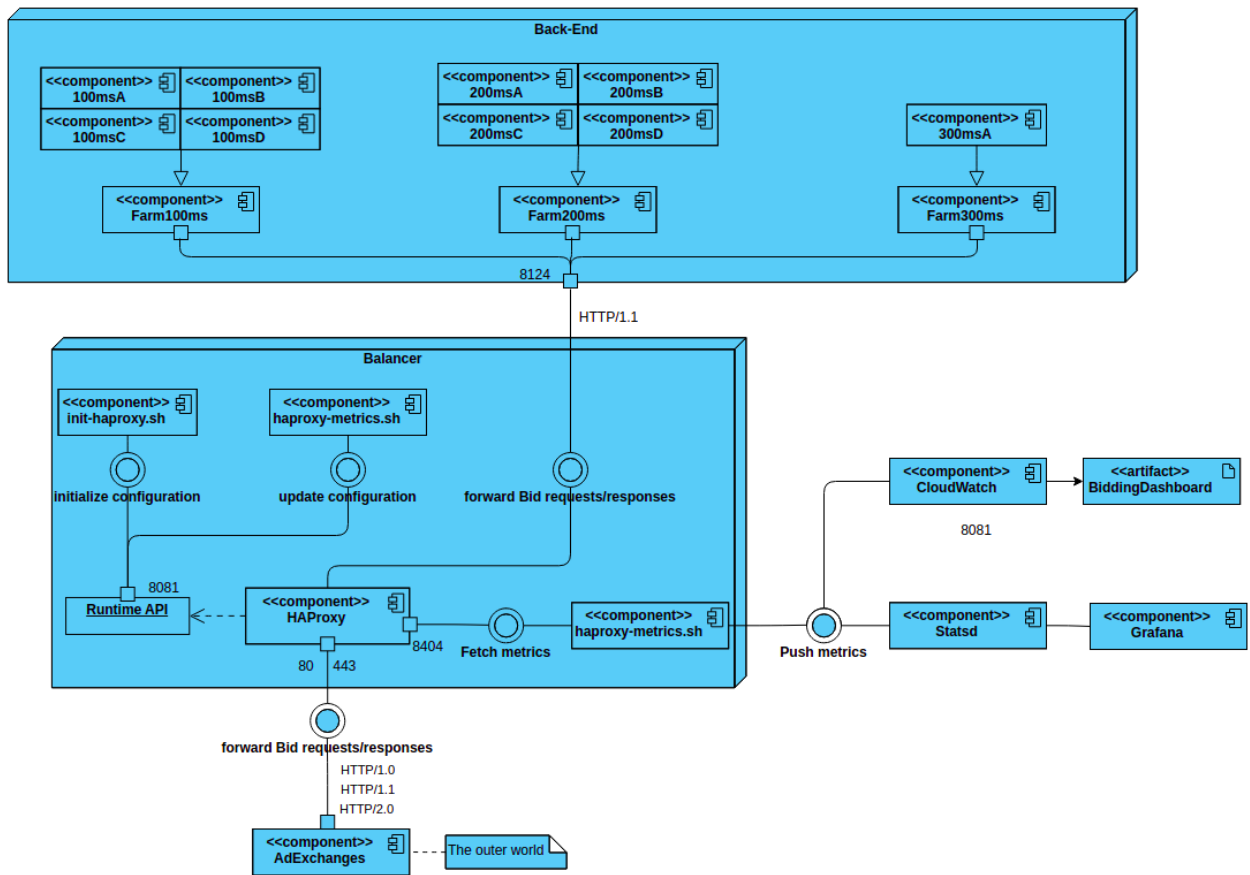 Back-End
<<component>>
100msA
<<component>>
100msB
<<component>>
100msC
<<component>>
100msD
<<component>>
200msA
<<component>>
200msB
<<component>>
200msC
<<component>>
200msD
<<component>>
300msA
<<component>>
Farm100ms
<<component>>
Farm200ms
<<component>>
Farm300ms
8124
HTTP/1.1
Balancer
<<component>>
init-haproxy.sh
<<component>>
haproxy-metrics.sh
initialize configuration
update configuration
forward Bid requests/responses
<<component>>
CloudWatch
<<artifact>>
BiddingDashboard
8081
8081
Runtime API
<<component>>
HAProxy
8404
Fetch metrics
<<component>>
haproxy-metrics.sh
Push metrics
<<component>>
Statsd
<<component>>
Grafana
80
443
forward Bid requests/responses
HTTP/1.0
HTTP/1.1
HTTP/2.0
<<component>>
AdExchanges
The outer world